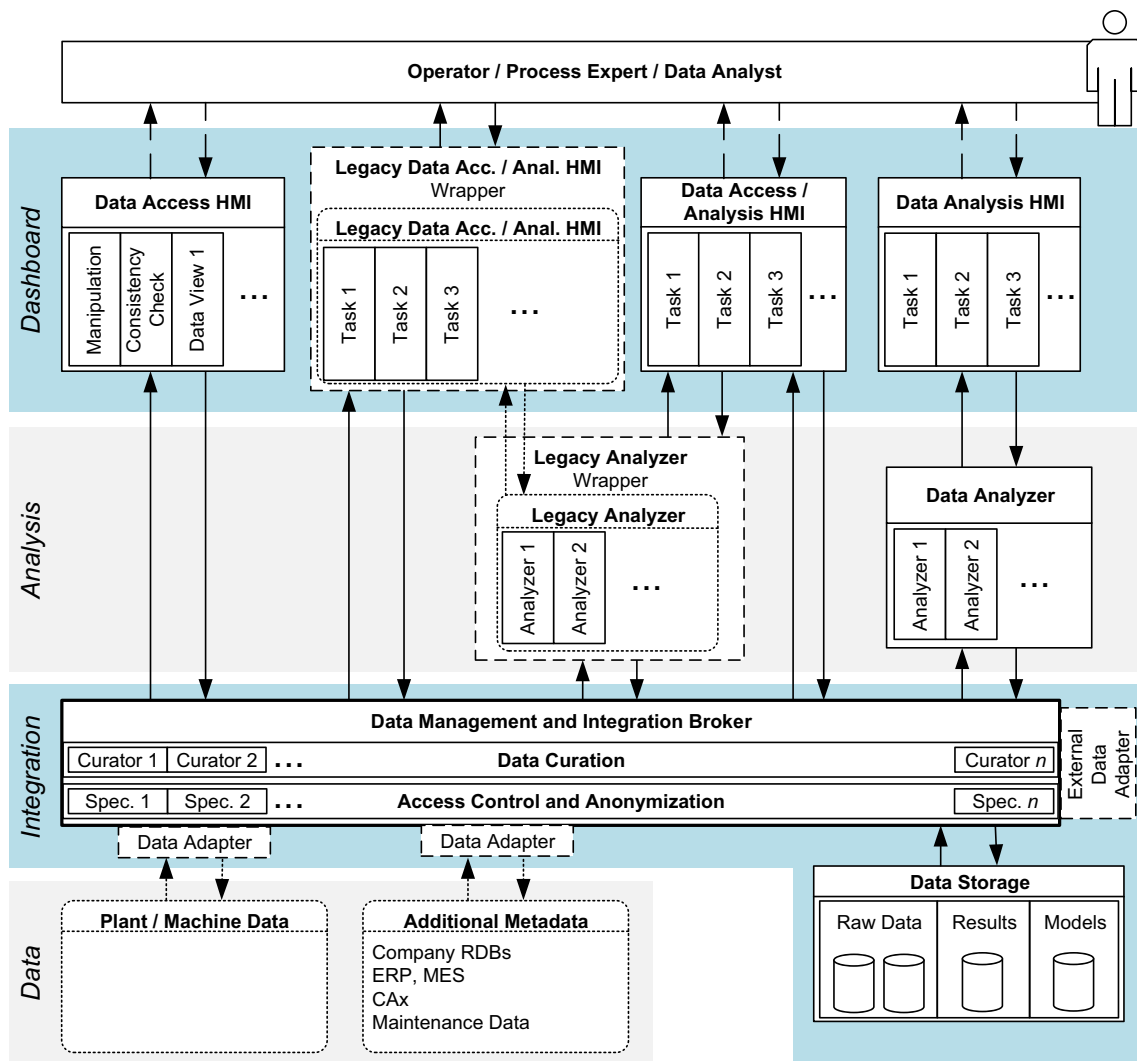 Operator / Process Expert / Data Analyst
Dashboard
Data Access HMI
Manipulation
Consistency
Check
Data View 1
...
Legacy Data Acc. / Anal. HMI
Wrapper
Legacy Data Acc. / Anal. HMI
Task 1
Task 2
Task 3
...
Data Access /
Analysis HMI
Task 1
Task 2
Task 3
...
Data Analysis HMI
Task 1
Task 2
Task 3
...
Analysis
Legacy Analyzer
Wrapper
Legacy Analyzer
Analyzer 1
Analyzer 2
...
Data Analyzer
Analyzer 1
Analyzer 2
...
Integration
Data Management and Integration Broker
Curator 1
Curator 2
...
Data Curation
Curator n
Spec. 1
Spec. 2
...
Access Control and Anonymization
Spec. n
External
Data
Adapter
Data Adapter
Data Adapter
Data
Plant / Machine Data
Additional Metadata
Company RDBs
ERP, MES
CAx
Maintenance Data
Data Storage
Raw Data
Results
Models